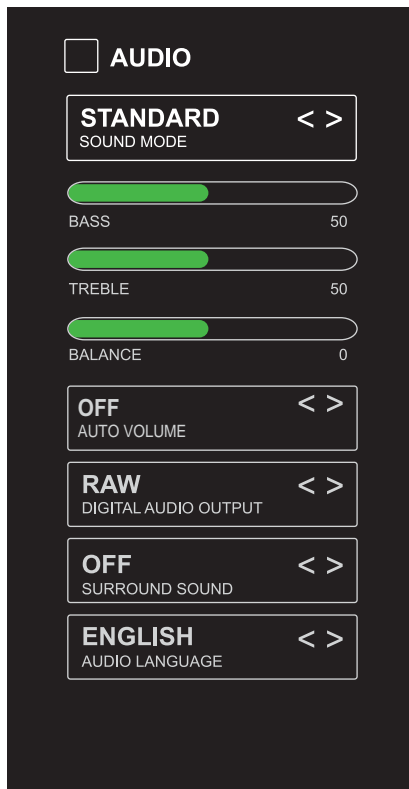 AUDIO
STANDARD < >
SOUND MODE
BASS 50
TREBLE 50
BALANCE 0
OFF < >
AUTO VOLUME
RAW < >
DIGITAL AUDIO OUTPUT
OFF < >
SURROUND SOUND
ENGLISH < >
AUDIO LANGUAGE